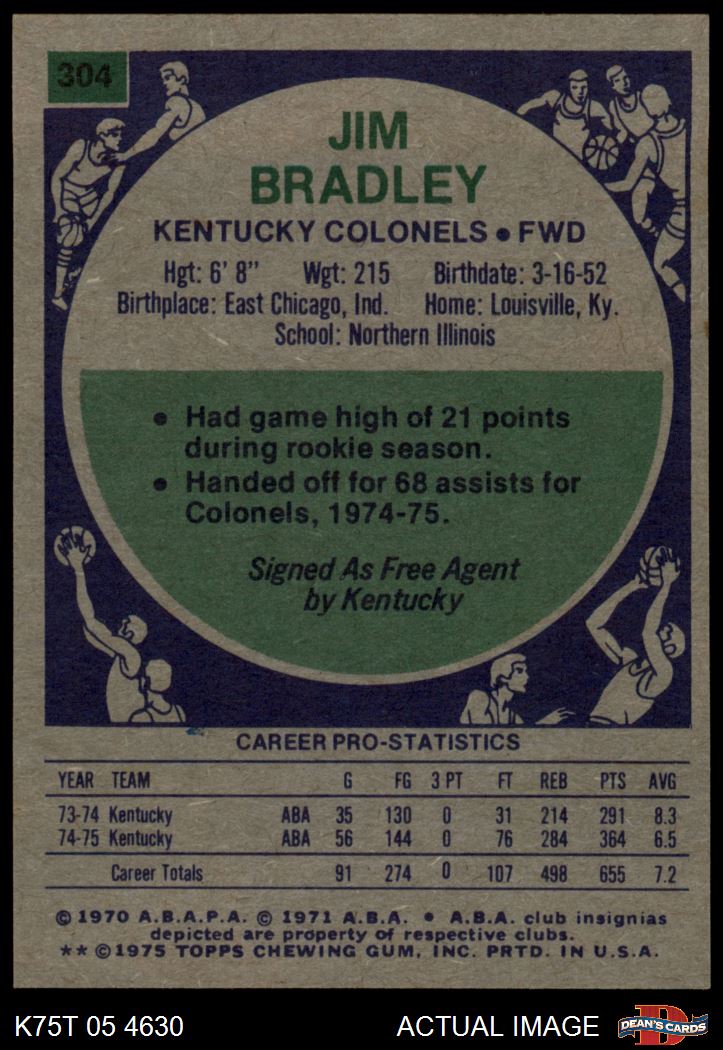 304
JIM
BRADLEY
KENTUCKY COLONELS • FWD
Hgt: 6' 8" Wgt: 215 Birthdate: 3-16-52
Birthplace: East Chicago, Ind. Home: Louisville, Ky.
School: Northern Illinois
• Had game high of 21 points
during rookie season.
• Handed off for 68 assists for
Colonels, 1974-75.
Signed As Free Agent
by Kentucky
CAREER PRO-STATISTICS
YEAR TEAM G FG 3 PT FT REB PTS AVG
73-74 Kentucky ABA 35 130 0 31 214 291 8.3
74-75 Kentucky ABA 56 144 0 76 284 364 6.5
Career Totals 91 274 0 107 498 655 7.2
© 1970 A.B.A.P.A. © 1971 A.B.A. • A.B.A. club insignias
depicted are property of respective clubs.
** © 1975 TOPPS CHEWING GUM, INC. PRTD. IN U.S.A.
K75T 05 4630 ACTUAL IMAGE
D
DEAN'S CARDS